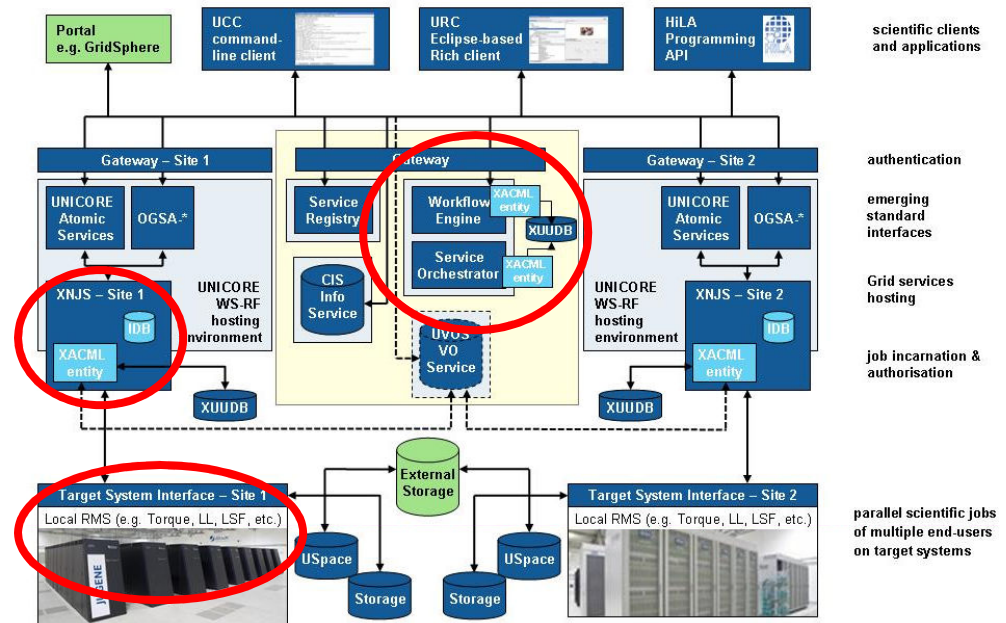 Portal
e.g. GridSphere
UCC
command-
line client
URC
Eclipse-based
Rich client
HiLA
Programming
API
scientific clients
and applications
Gateway – Site 1
Gateway
Gateway – Site 2
authentication
UNICORE
Atomic
Services
OGSA-*
Service
Registry
Workflow
Engine
XACML
entity
XUUDB
Service
Orchestrator
XACML
entity
UNICORE
Atomic
Services
OGSA-*
emerging
standard
interfaces
XNJS – Site 1
IDB
XACML
entity
UNICORE
WS-RF
hosting
nvironment
XUUDB
CIS
Info
Service
UVOS
VO
Service
UNICORE
WS-RF
hosting
environment
XNJS – Site 2
IDB
XACML
entity
XUUDB
Grid services
hosting
job incarnation &
authorisation
External
Storage
Target System Interface – Site 1
Local RMS (e.g. Torque, LL, LSF, etc.)
USpace
Storage
USpace
Storage
Target System Interface – Site 2
Local RMS (e.g. Torque, LL, LSF, etc.)
parallel scientific jobs
of multiple end-users
on target systems